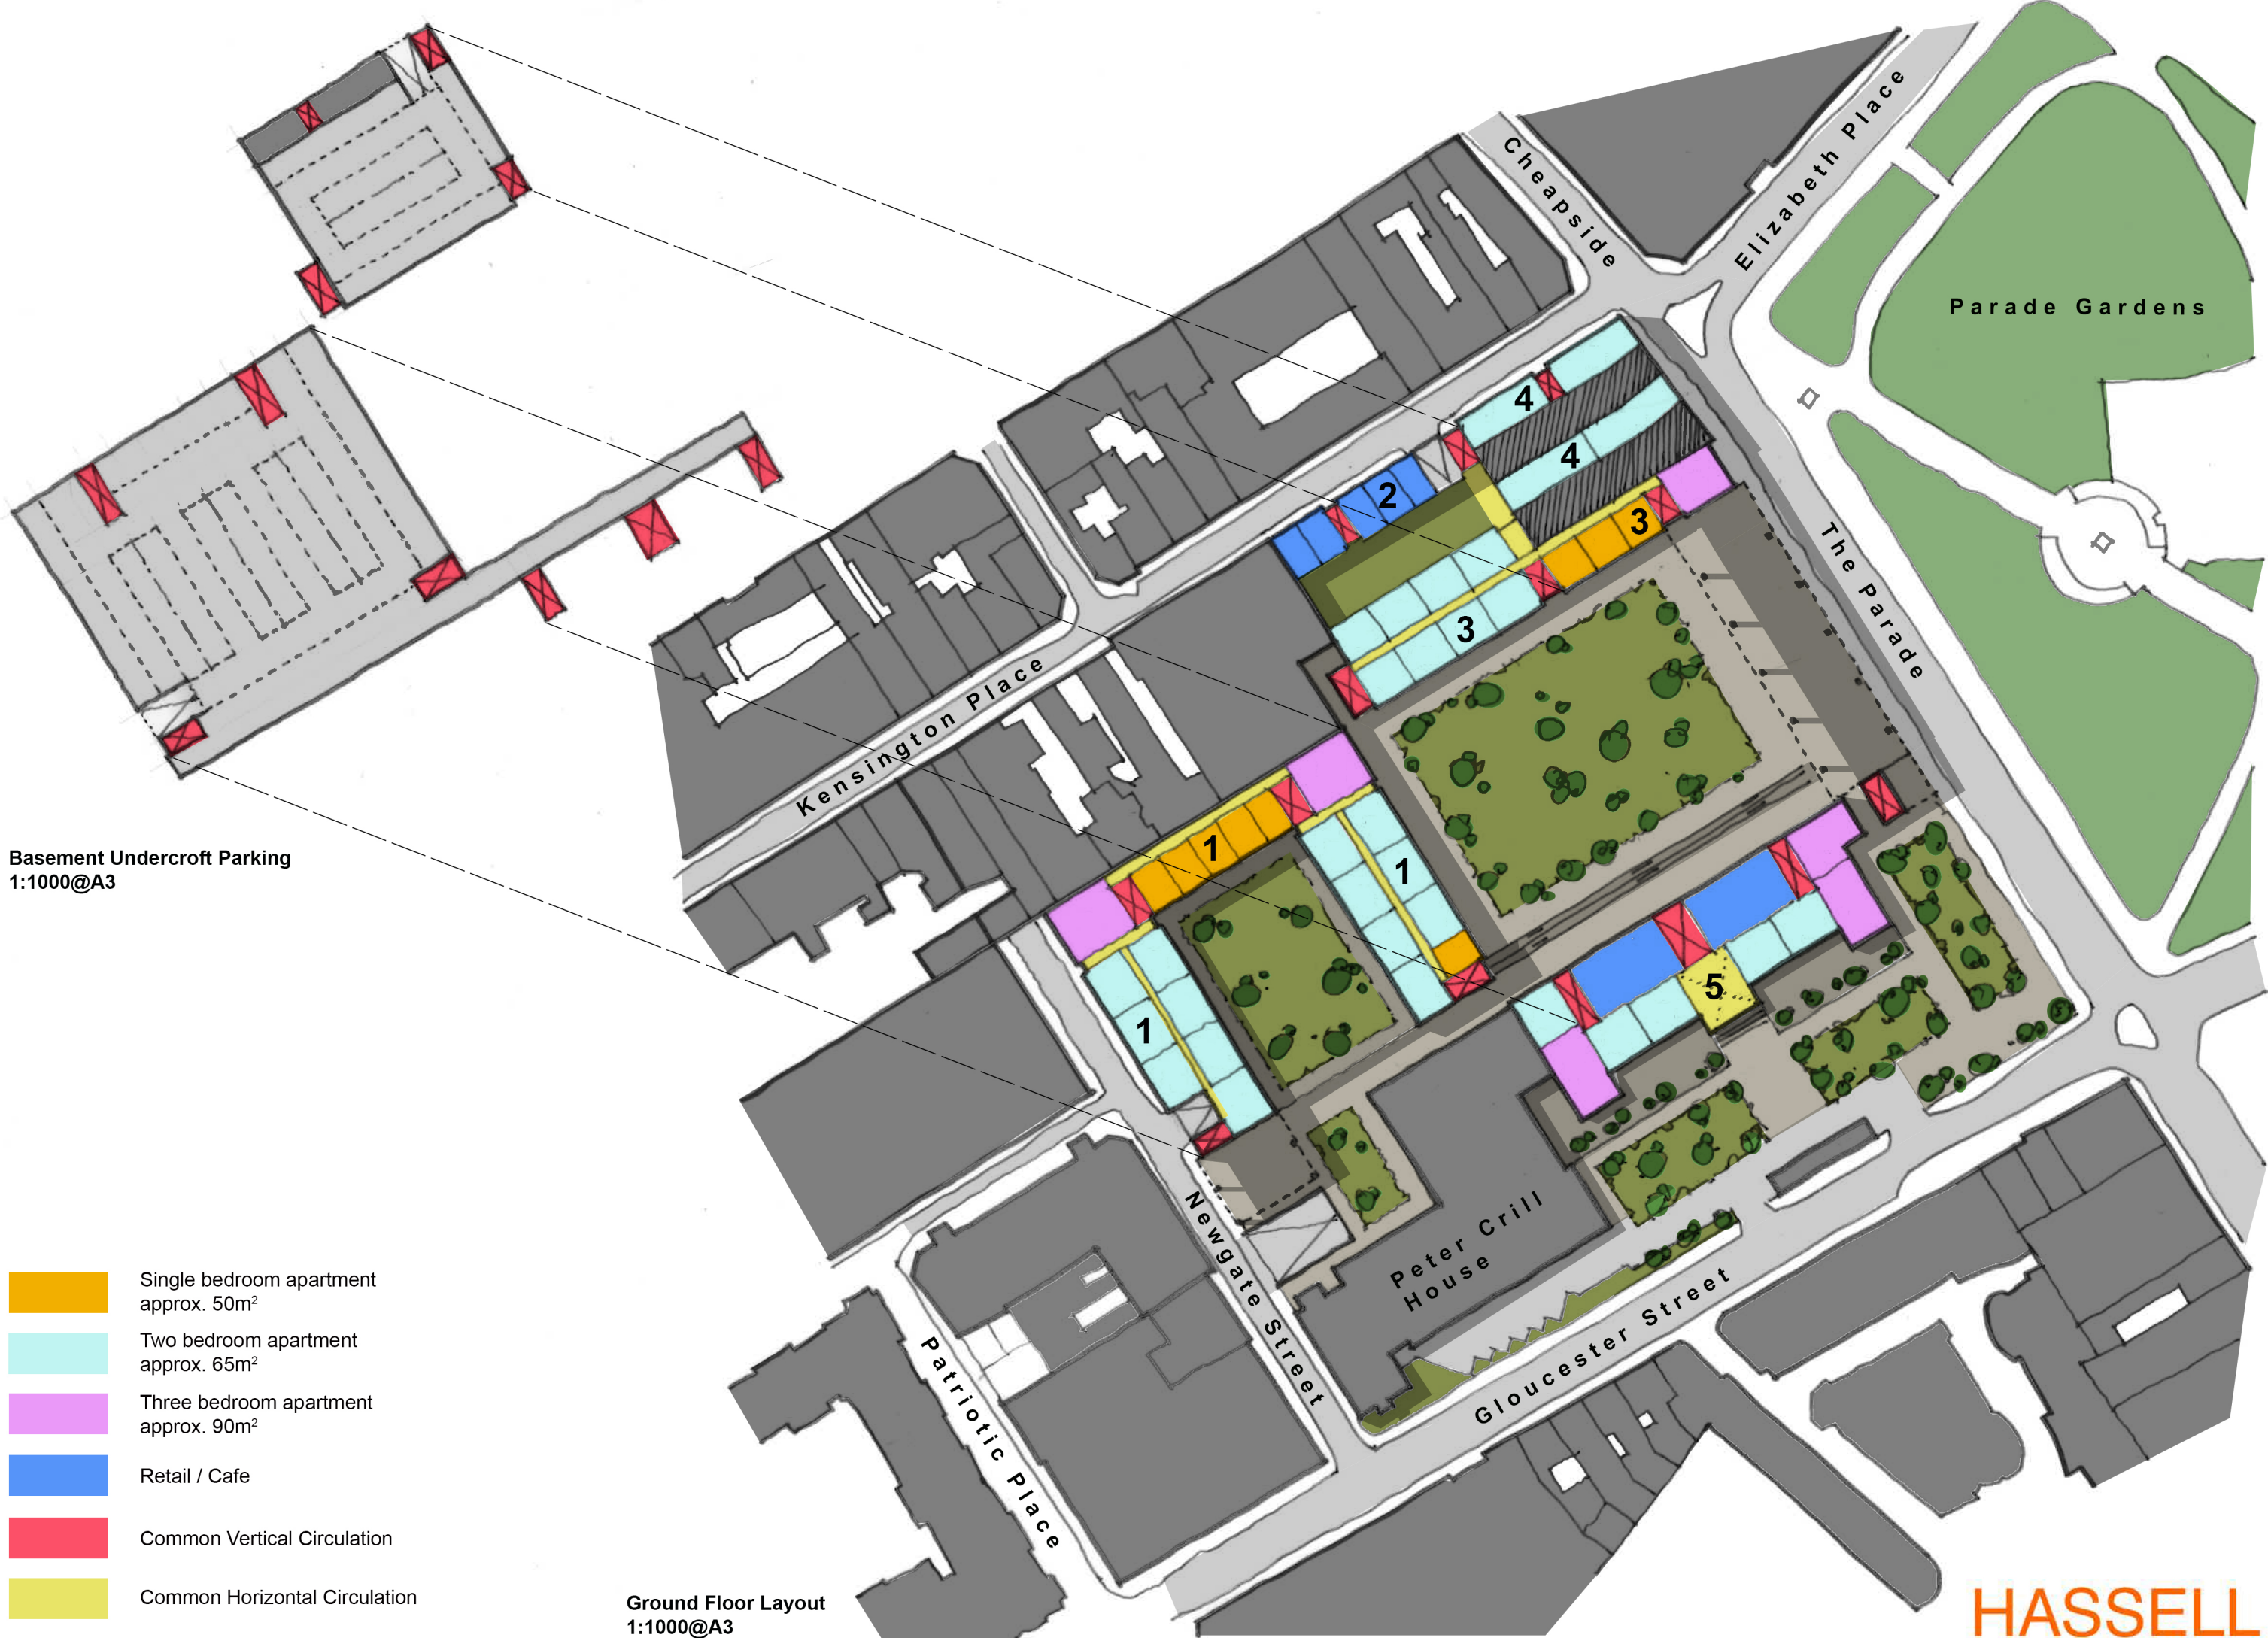 Cheapside
Elizabeth Place
Parade Gardens
4
4
2
3
The Parade
3
Kensington Place
1
1
Basement Undercroft Parking
1:1000@A3
5
1
Newgate Street
Peter Crill
House
Single bedroom apartment
approx. 50m²
Two bedroom apartment
approx. 65m²
Three bedroom apartment
approx. 90m²
Retail / Cafe
Common Vertical Circulation
Common Horizontal Circulation
Gloucester Street
Patriotic Place
Ground Floor Layout
1:1000@A3
HASSELL